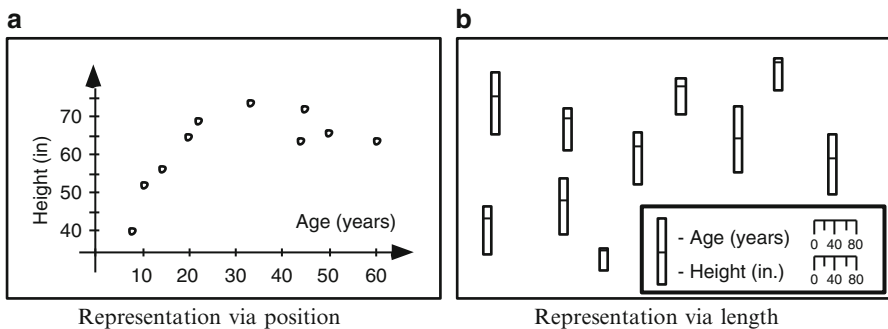 a
70
60
50
40
Height (in)
Age (years)
10 20 30 40 50 60
Representation via position
b
- Age (years)
0 40 80
- Height (in.)
0 40 80
Representation via length